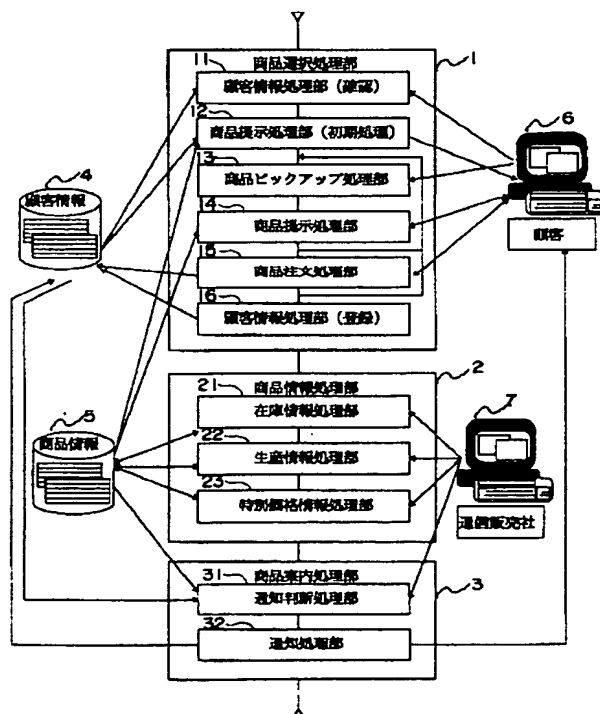 商品選択処理部
1
11
顧客情報処理部（確認）
12
商品提示処理部（初期処理）
13
商品ピックアップ処理部
14
商品提示処理部
15
商品注文処理部
16
顧客情報処理部（登録）
4
顧客情報
6
顧客
商品情報処理部
2
21
在庫情報処理部
22
生産情報処理部
23
特別価格情報処理部
5
商品情報
7
通信販売社
商品案内処理部
3
31
通知判断処理部
32
通知処理部